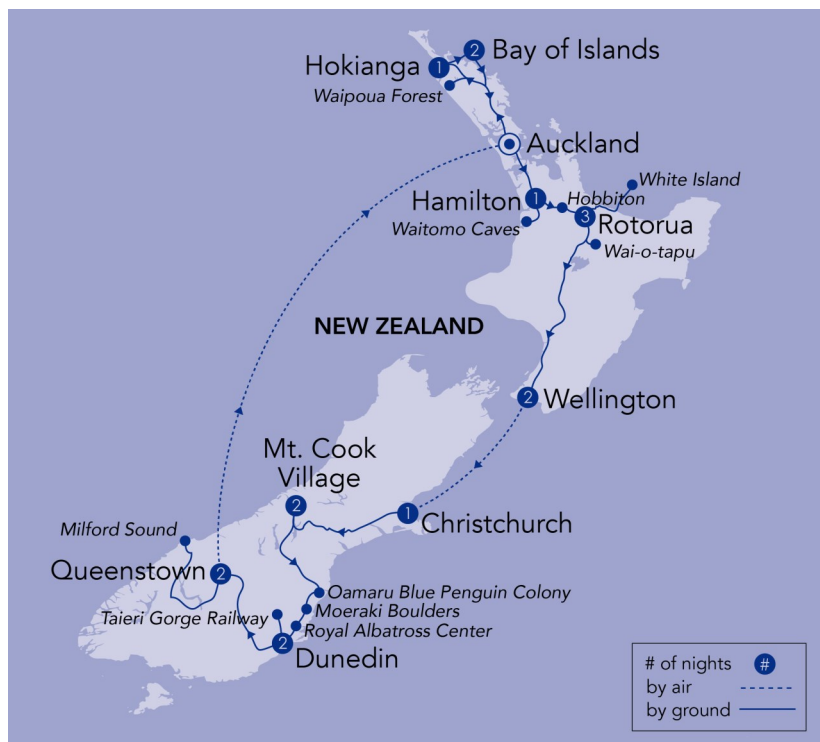 2 Bay of Islands
Hokianga 1
Waipoua Forest
Auckland
White Island
Hamilton 1
Hobbiton
3 Rotorua
Waitomo Caves
Wai-o-tapu
NEW ZEALAND
2 Wellington
Mt. Cook
Village
2
1
Christchurch
Milford Sound
Queenstown 2
Oamaru Blue Penguin Colony
Moeraki Boulders
Taieri Gorge Railway
Royal Albatross Center
2
Dunedin
# of nights #
by air
by ground